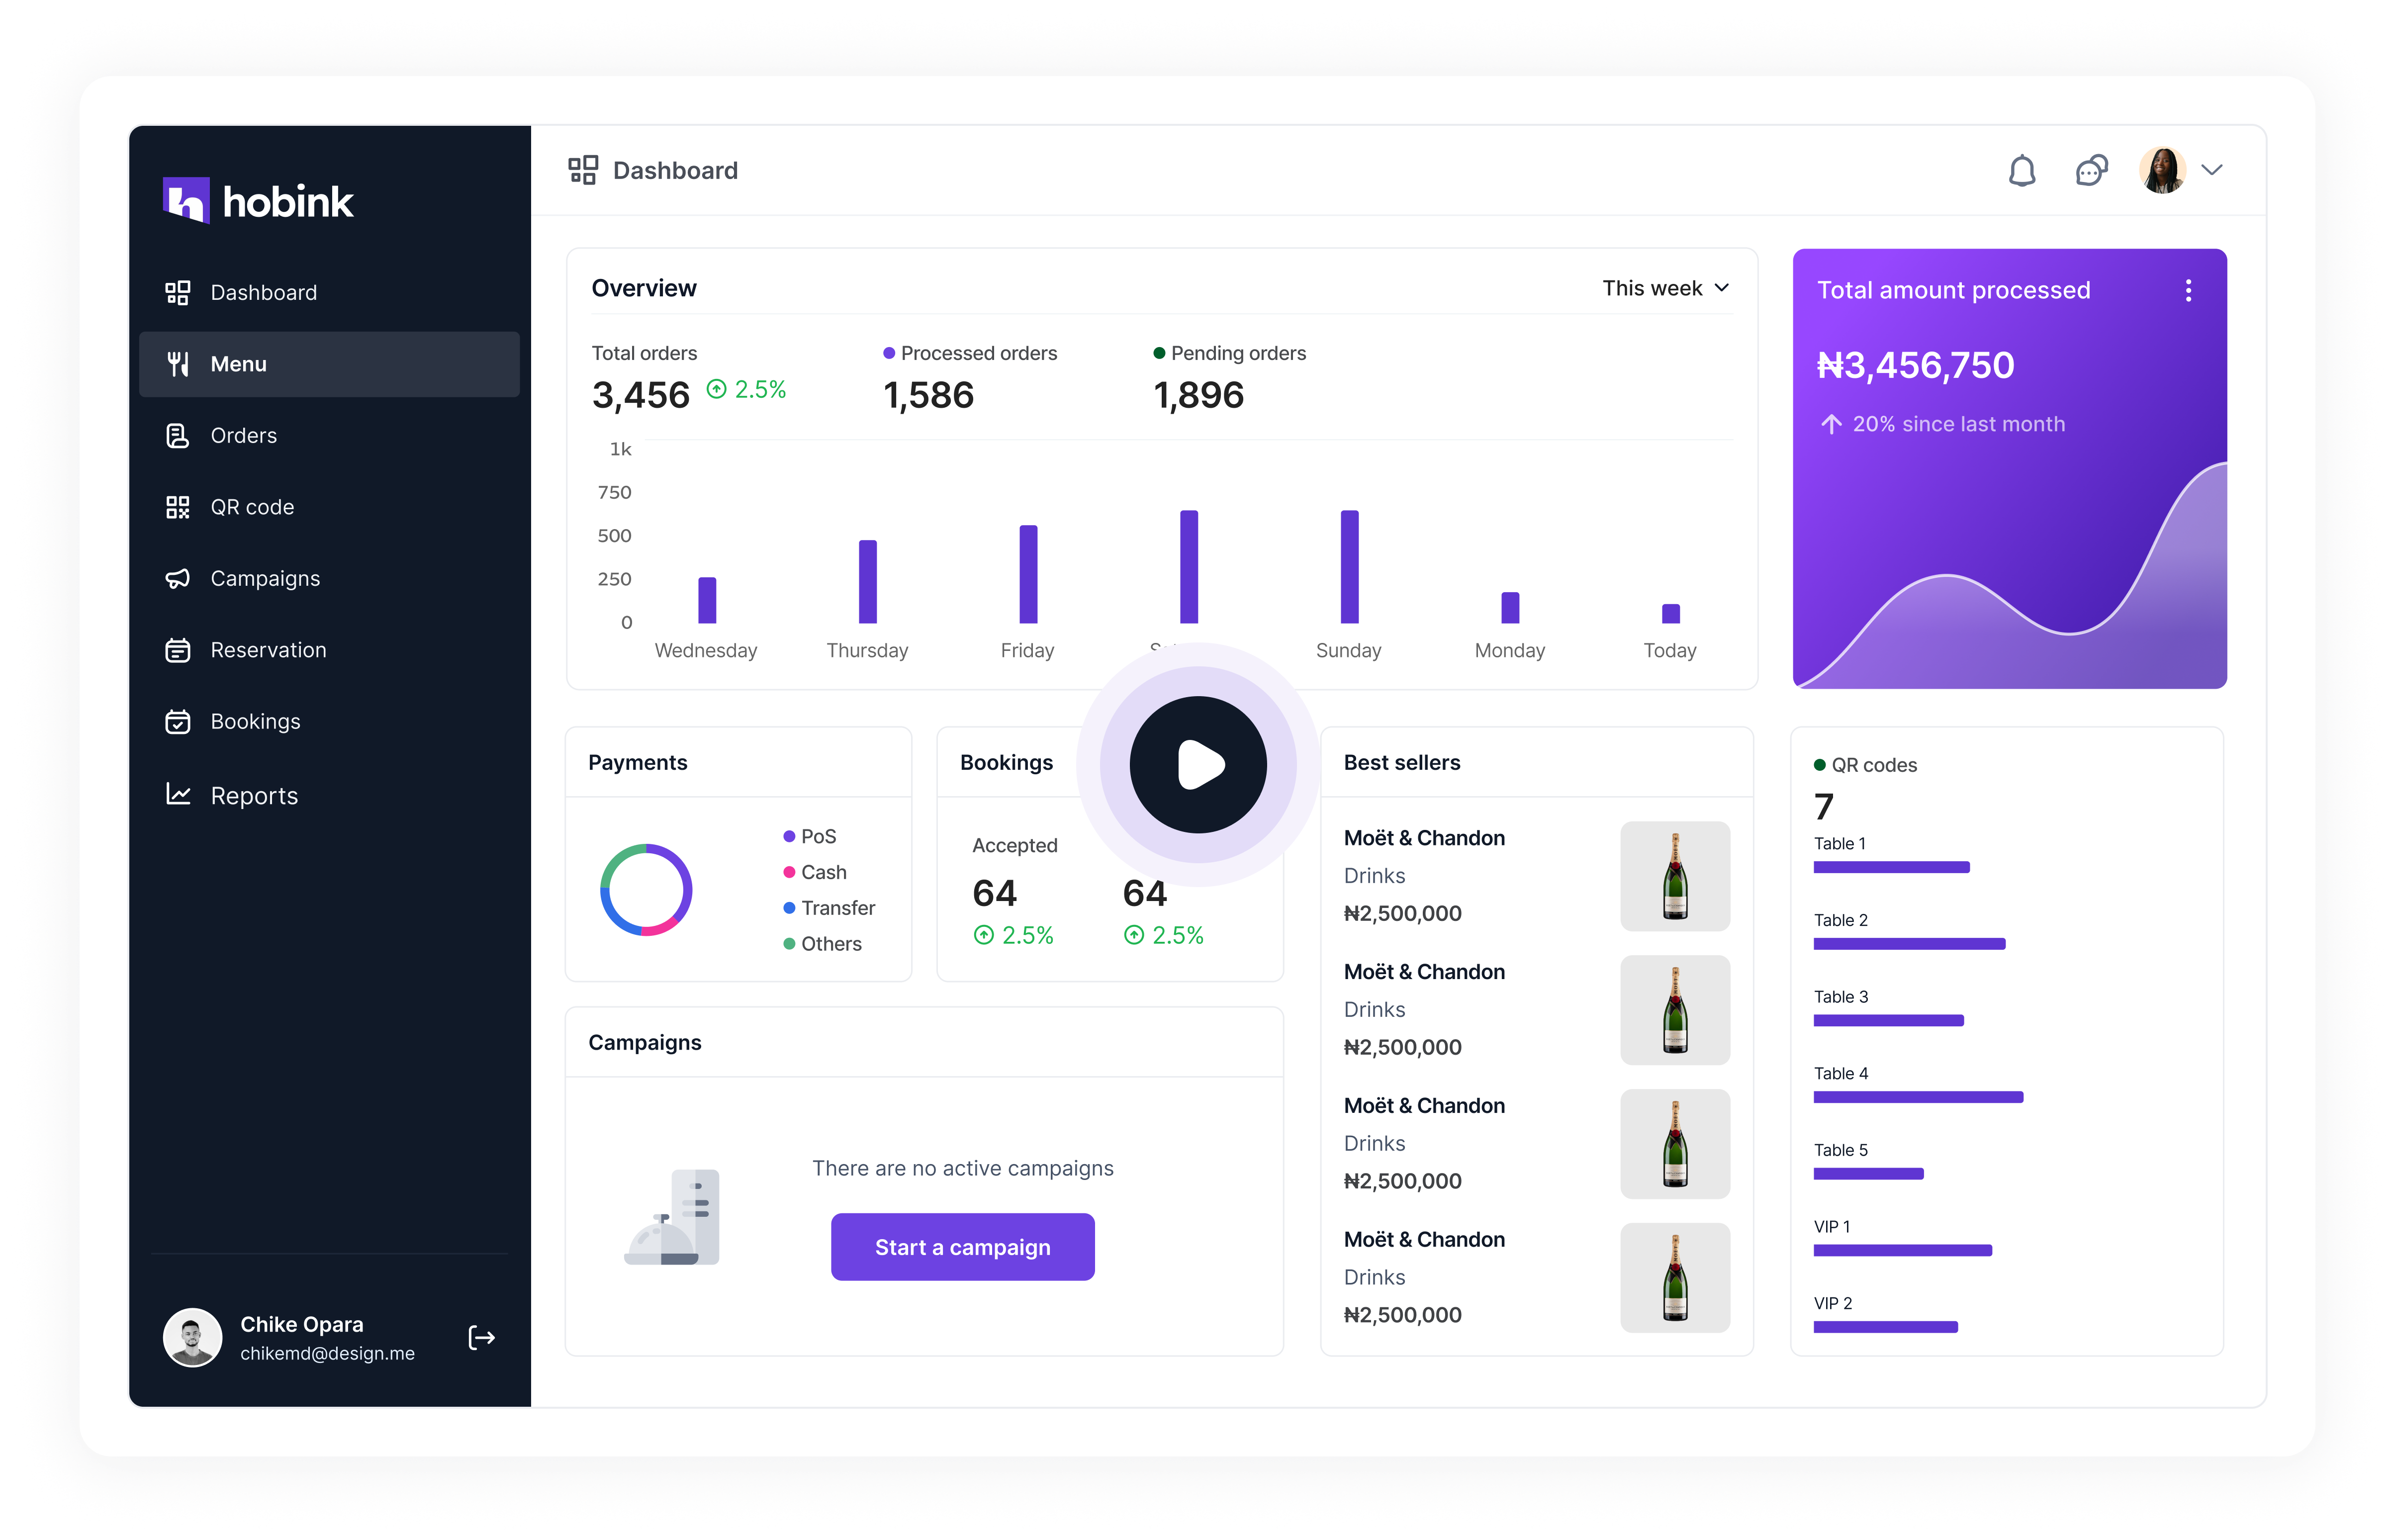 hobink
Dashboard
Menu
Orders
QR code
Campaigns
Reservation
Bookings
Reports
Chike Opara
chikemd@design.me
Dashboard
Overview
This week
Total orders
3,456
2.5%
Processed orders
1,586
Pending orders
1,896
1k
750
500
250
0
Wednesday
Thursday
Friday
Sunday
Monday
Today
Total amount processed
₦3,456,750
20% since last month
Payments
PoS
Cash
Transfer
Others
Bookings
Accepted
64
2.5%
64
2.5%
Campaigns
There are no active campaigns
Start a campaign
Best sellers
Moët & Chandon
Drinks
₦2,500,000
Moët & Chandon
Drinks
₦2,500,000
Moët & Chandon
Drinks
₦2,500,000
Moët & Chandon
Drinks
₦2,500,000
QR codes
7
Table 1
Table 2
Table 3
Table 4
Table 5
VIP 1
VIP 2